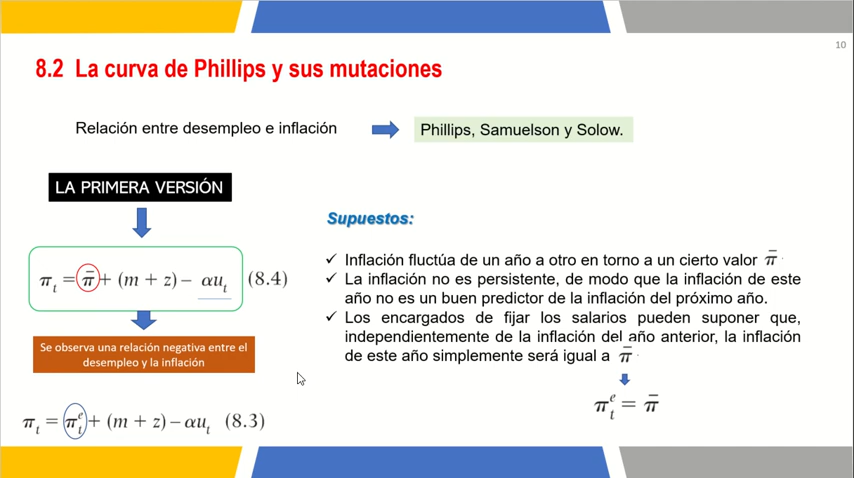 10
8.2 La curva de Phillips y sus mutaciones
Relación entre desempleo e inflación
Phillips, Samuelson y Solow.
LA PRIMERA VERSIÓN
π_t = π̄ + (m + z) − αu_t (8.4)
Se observa una relación negativa entre el
desempleo y la inflación
π_t = π_t^e + (m + z) − αu_t (8.3)
Supuestos:
✓ Inflación fluctúa de un año a otro en torno a un cierto valor π̄
✓ La inflación no es persistente, de modo que la inflación de este
año no es un buen predictor de la inflación del próximo año.
✓ Los encargados de fijar los salarios pueden suponer que,
independientemente de la inflación del año anterior, la inflación
de este año simplemente será igual a π̄
π_t^e = π̄